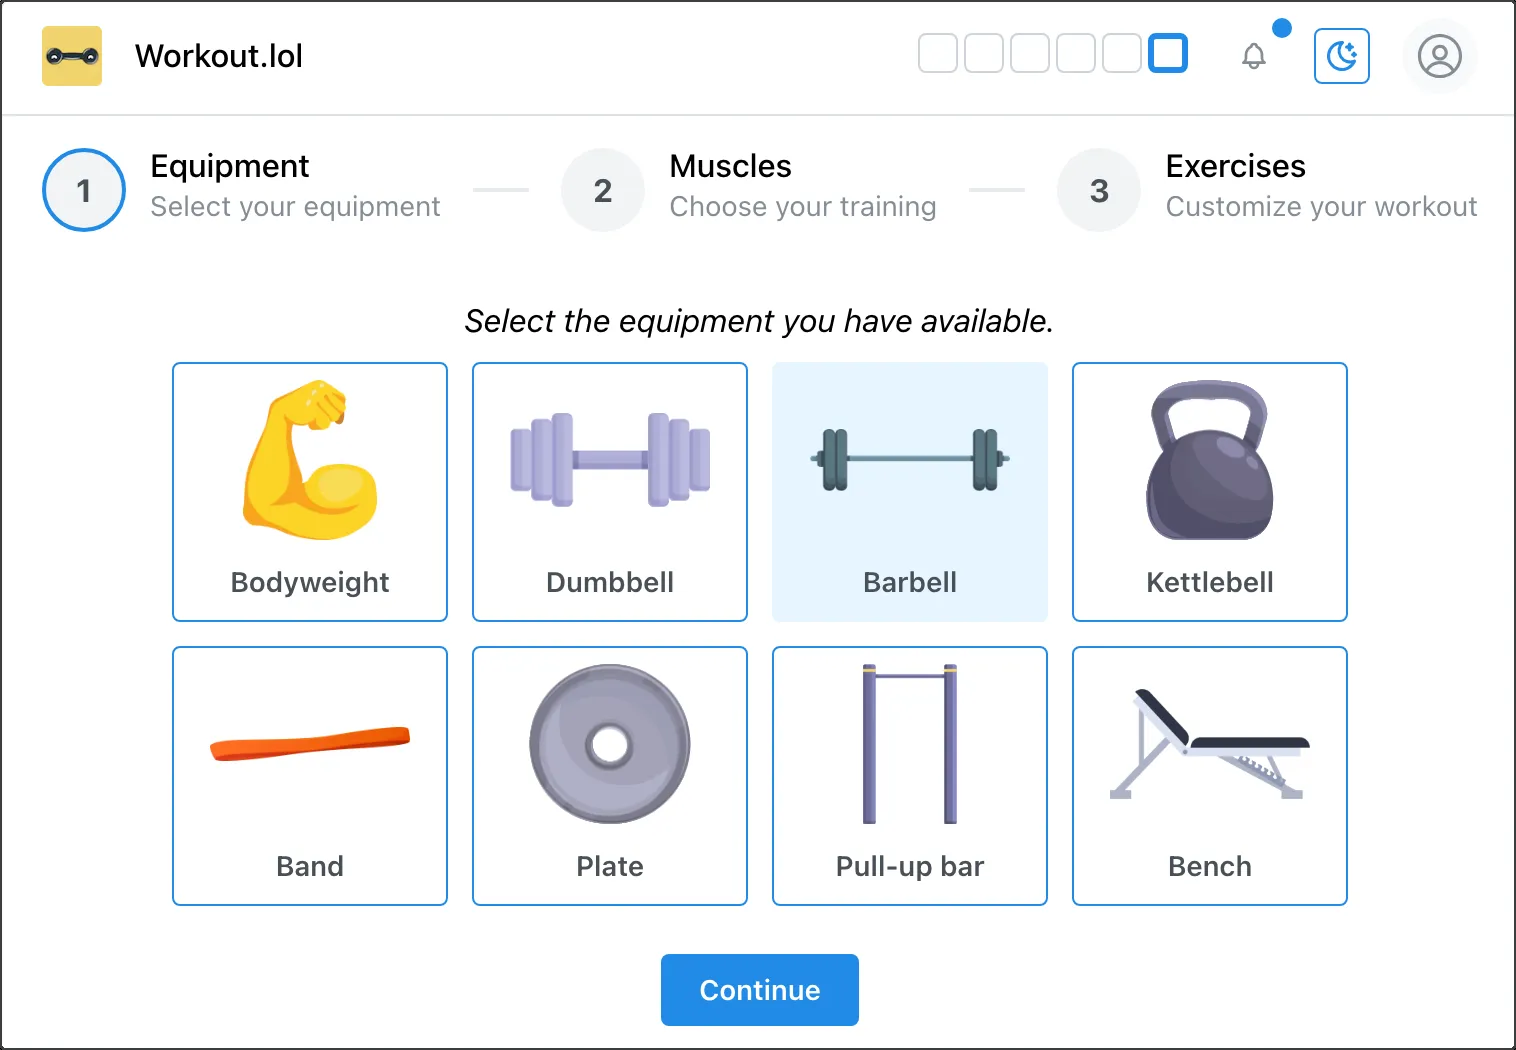 Workout.lol
1
Equipment
Select your equipment
2
Muscles
Choose your training
3
Exercises
Customize your workout
Select the equipment you have available.
Bodyweight
Dumbbell
Barbell
Kettlebell
Band
Plate
Pull-up bar
Bench
Continue